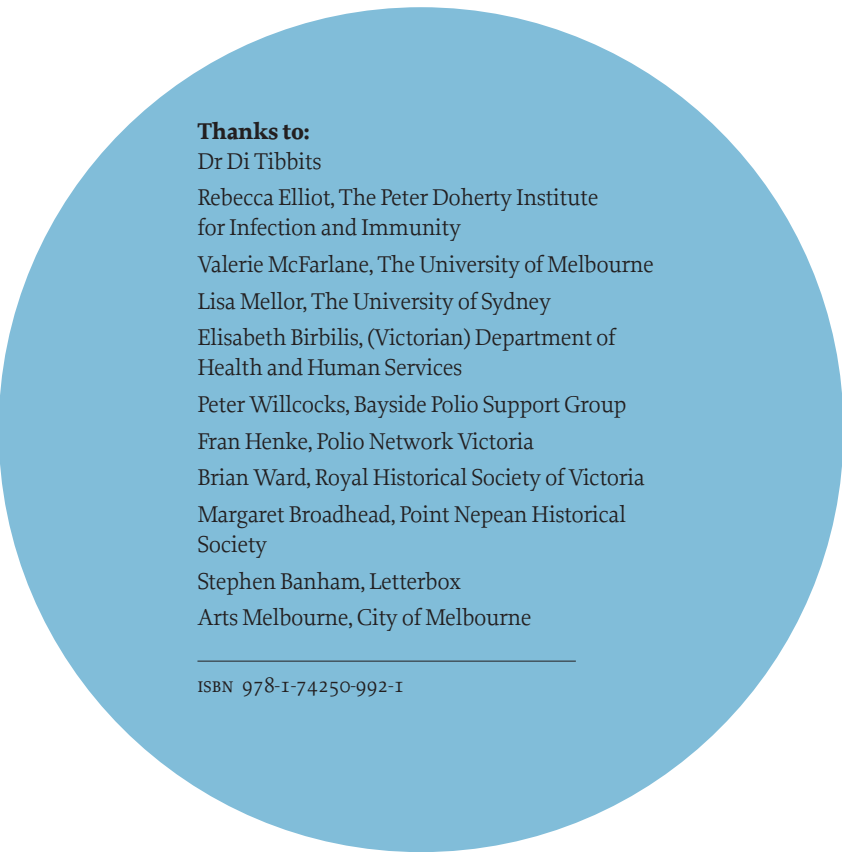 Thanks to:
Dr Di Tibbits
Rebecca Elliot, The Peter Doherty Institute
for Infection and Immunity
Valerie McFarlane, The University of Melbourne
Lisa Mellor, The University of Sydney
Elisabeth Birbilis, (Victorian) Department of
Health and Human Services
Peter Willcocks, Bayside Polio Support Group
Fran Henke, Polio Network Victoria
Brian Ward, Royal Historical Society of Victoria
Margaret Broadhead, Point Nepean Historical
Society
Stephen Banham, Letterbox
Arts Melbourne, City of Melbourne
ISBN 978-1-74250-992-1